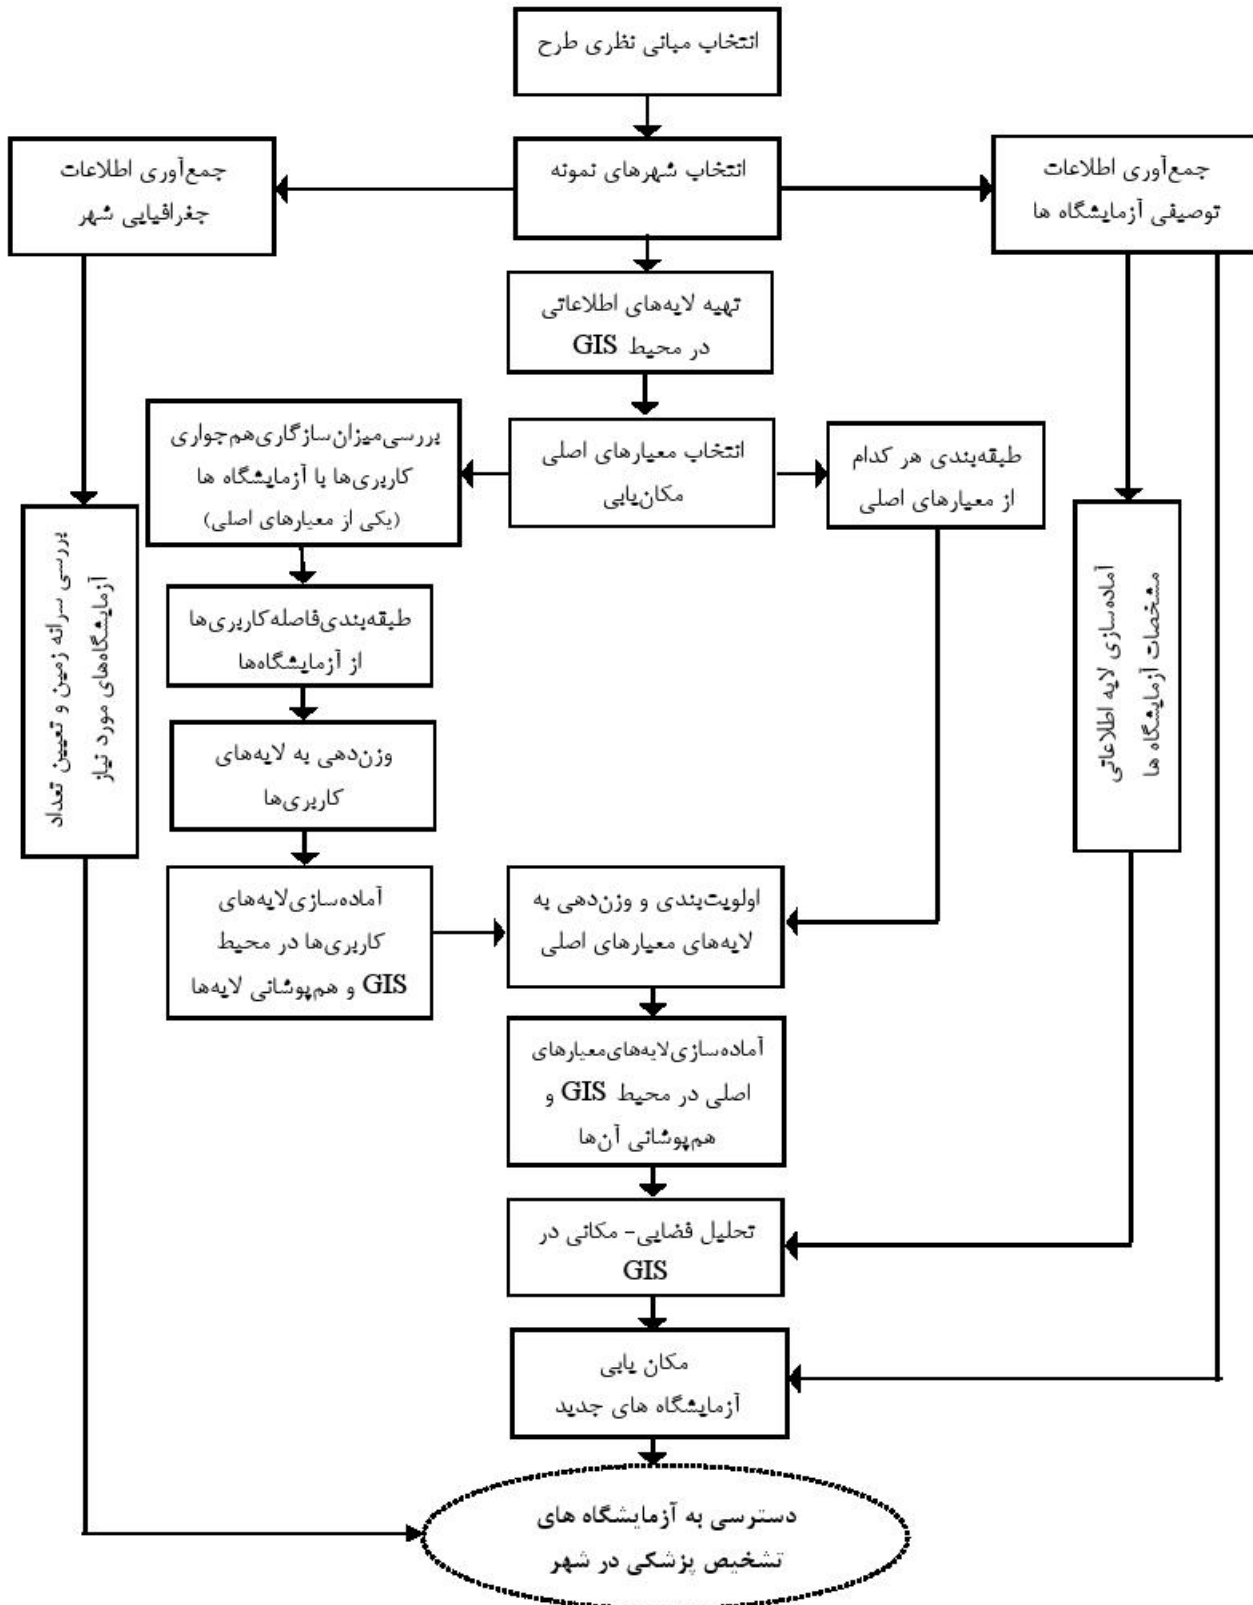 انتخاب مبانی نظری طرح
جمع‌آوری اطلاعات
توصیفی آزمایشگاه ها
انتخاب شهرهای نمونه
جمع‌آوری اطلاعات
جغرافیایی شهر
تهیه لایه‌های اطلاعاتی
در محیط GIS
طبقه‌بندی هر کدام
از معیارهای اصلی
انتخاب معیارهای اصلی
مکان‌یابی
بررسی میزان سازگاری هم‌جواری
کاربری‌ها با آزمایشگاه ها
(یکی از معیارهای اصلی)
آماده‌سازی لایه اطلاعاتی
مشخصات آزمایشگاه ها
بررسی سرانه زمین و تعیین تعداد
آزمایشگاه‌های مورد نیاز
طبقه‌بندی فاصله کاربری‌ها
از آزمایشگاه‌ها
وزن‌دهی به لایه‌های
کاربری‌ها
اولویت‌بندی و وزن‌دهی به
لایه‌های معیارهای اصلی
آماده‌سازی لایه‌های
کاربری‌ها در محیط
GIS و هم‌پوشانی لایه‌ها
آماده‌سازی لایه‌های معیارهای
اصلی در محیط GIS و
هم‌پوشانی آن‌ها
تحلیل فضایی- مکانی در
GIS
مکان یابی
آزمایشگاه های جدید
دسترسی به آزمایشگاه های
تشخیص پزشکی در شهر